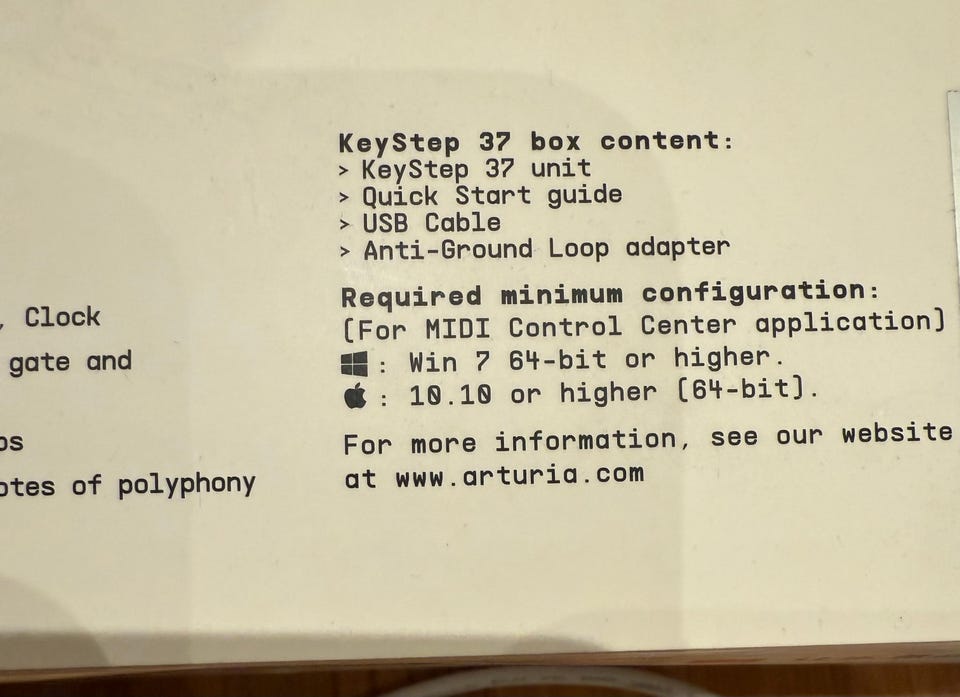 , Clock
gate and
otes of polyphony
KeyStep 37 box content:
> KeyStep 37 unit
> Quick Start guide
> USB Cable
> Anti-Ground Loop adapter
Required minimum configuration:
(For MIDI Control Center application)
: Win 7 64-bit or higher.
: 10.10 or higher (64-bit).
For more information, see our website
at www.arturia.com